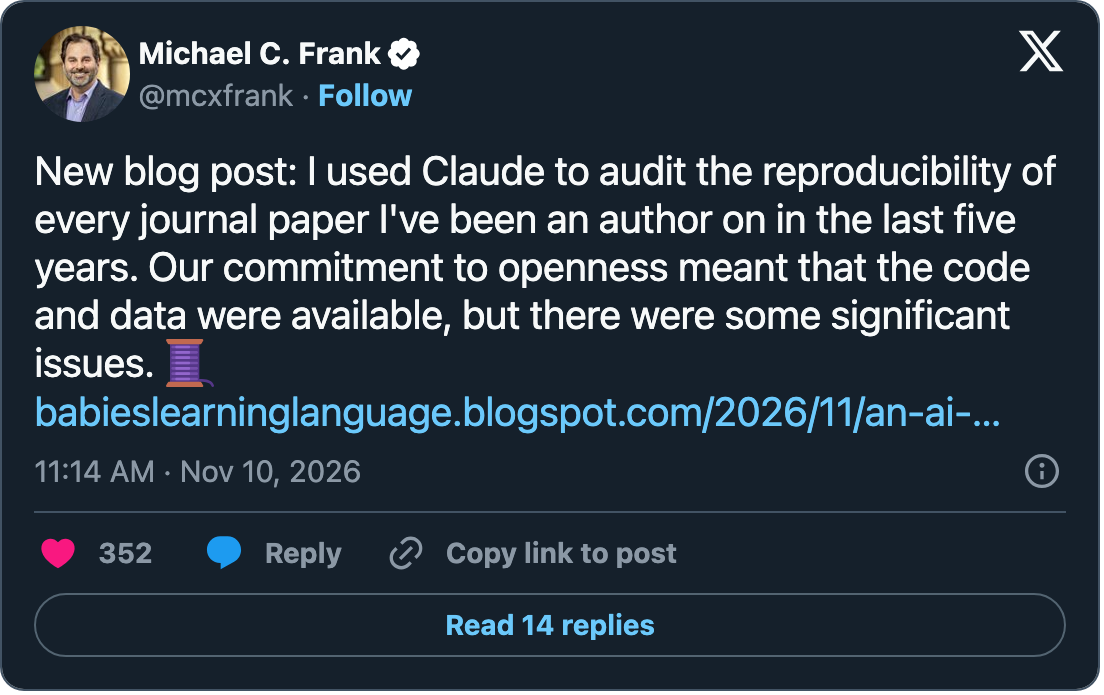 Michael C. Frank
@mcxfrank · Follow
New blog post: I used Claude to audit the reproducibility of
every journal paper I've been an author on in the last five
years. Our commitment to openness meant that the code
and data were available, but there were some significant
issues. 🧵
babieslearninglanguage.blogspot.com/2026/11/an-ai-…
11:14 AM · Nov 10, 2026
352 Reply Copy link to post
Read 14 replies